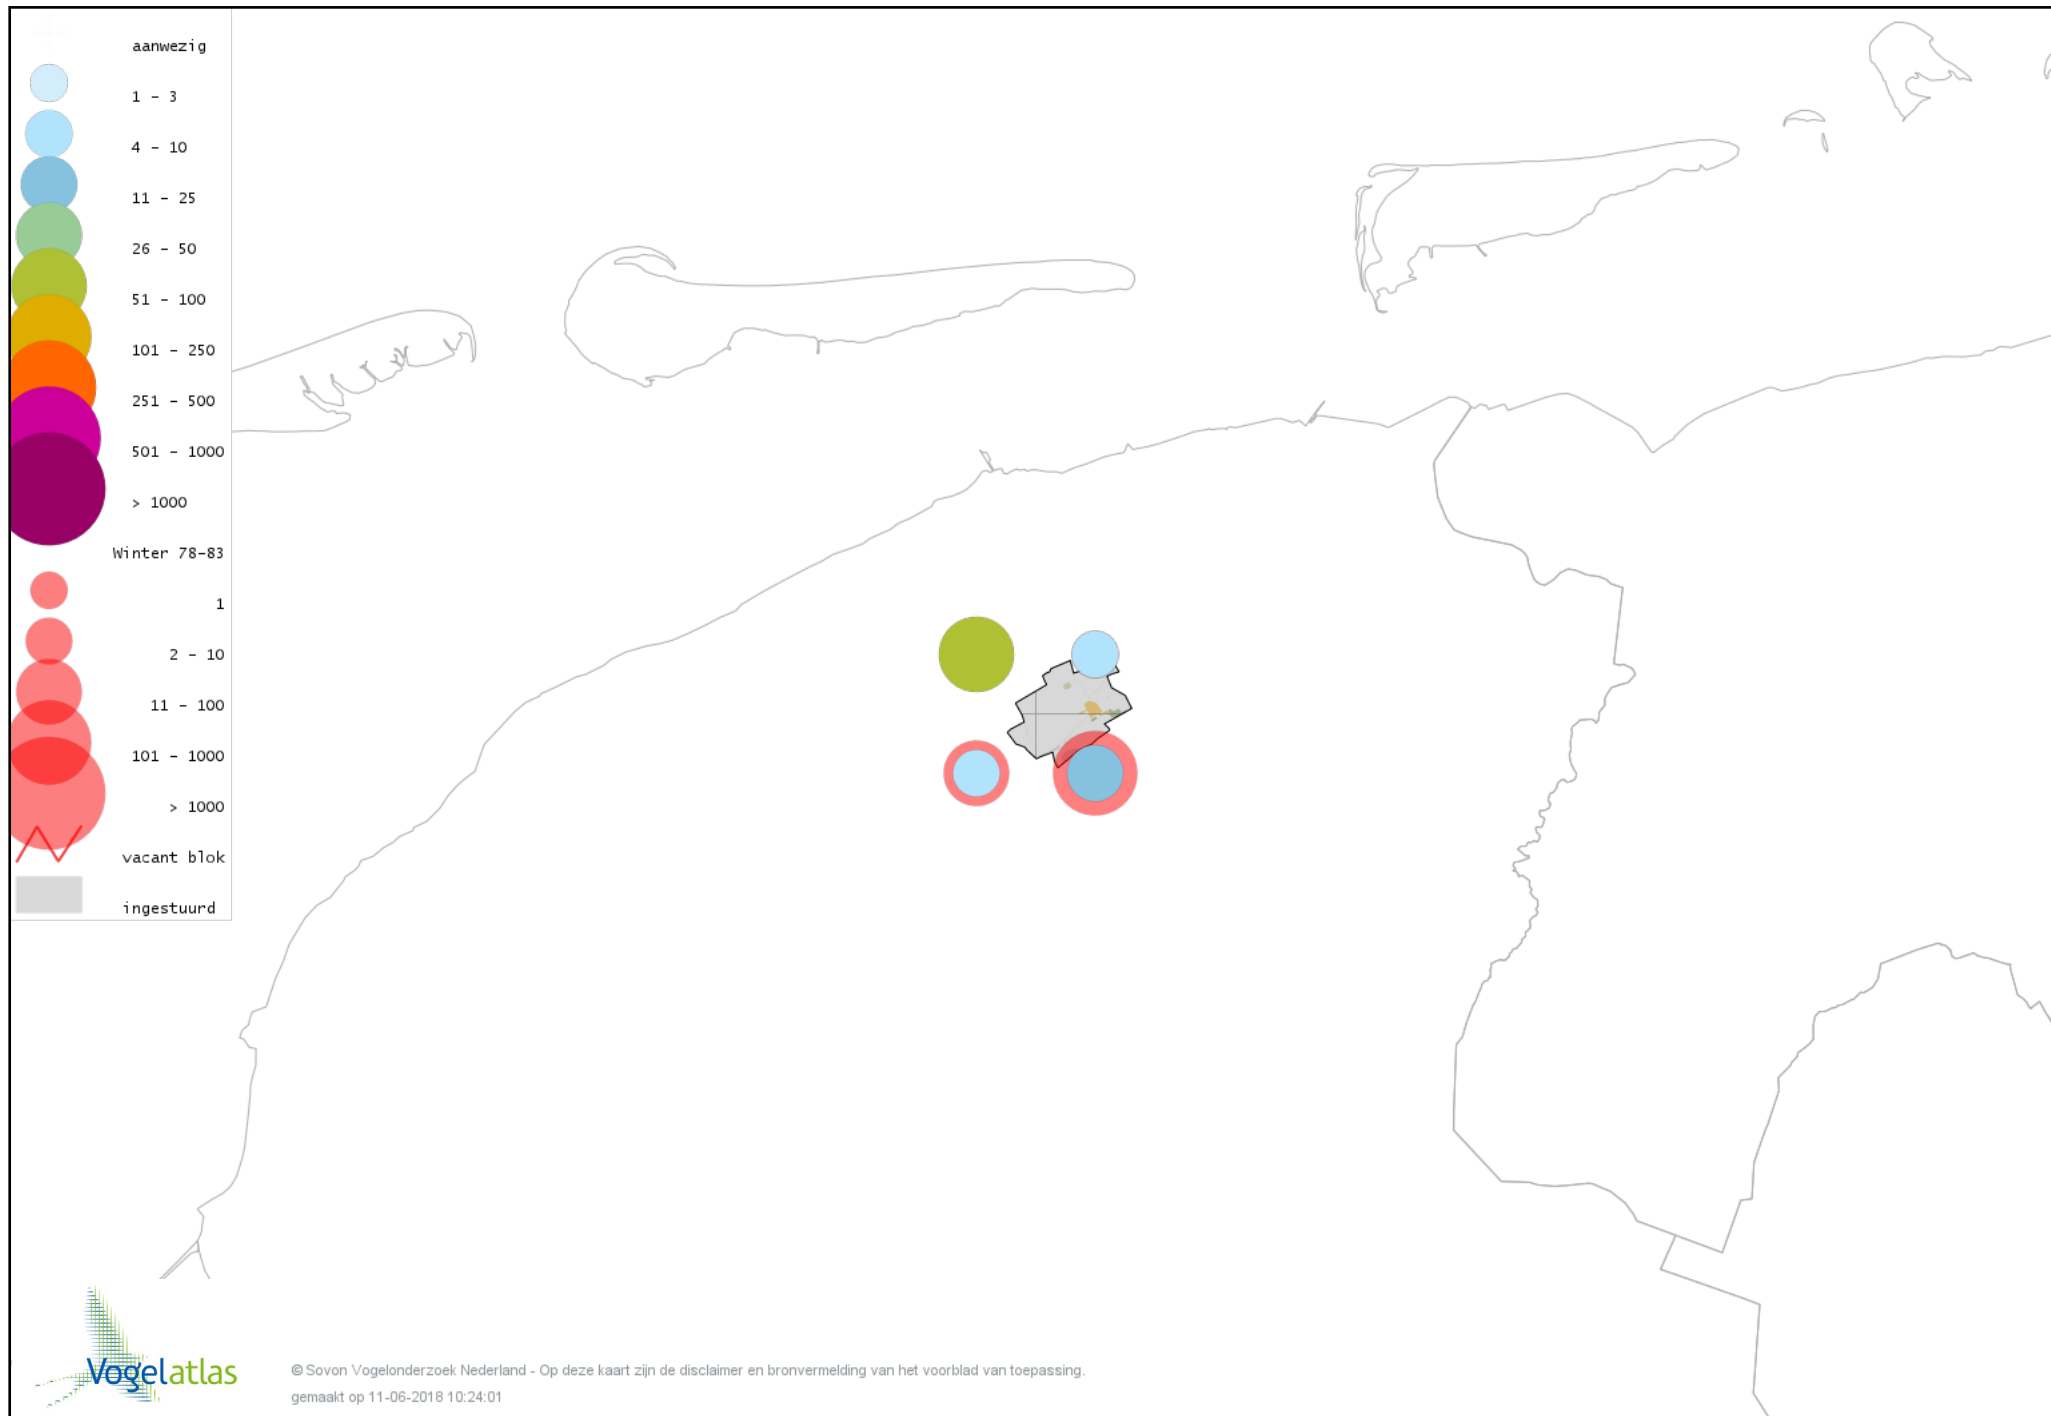 aanwezig
1 - 3
4 - 10
11 - 25
26 - 50
51 - 100
101 - 250
251 - 500
501 - 1000
> 1000
Winter 78-83
1
2 - 10
11 - 100
101 - 1000
> 1000
vacant blok
ingestuurd
Vogelatlas
© Sovon Vogelonderzoek Nederland - Op deze kaart zijn de disclaimer en bronvermelding van het voorblad van toepassing.
gemaakt op 11-06-2018 10:24:01